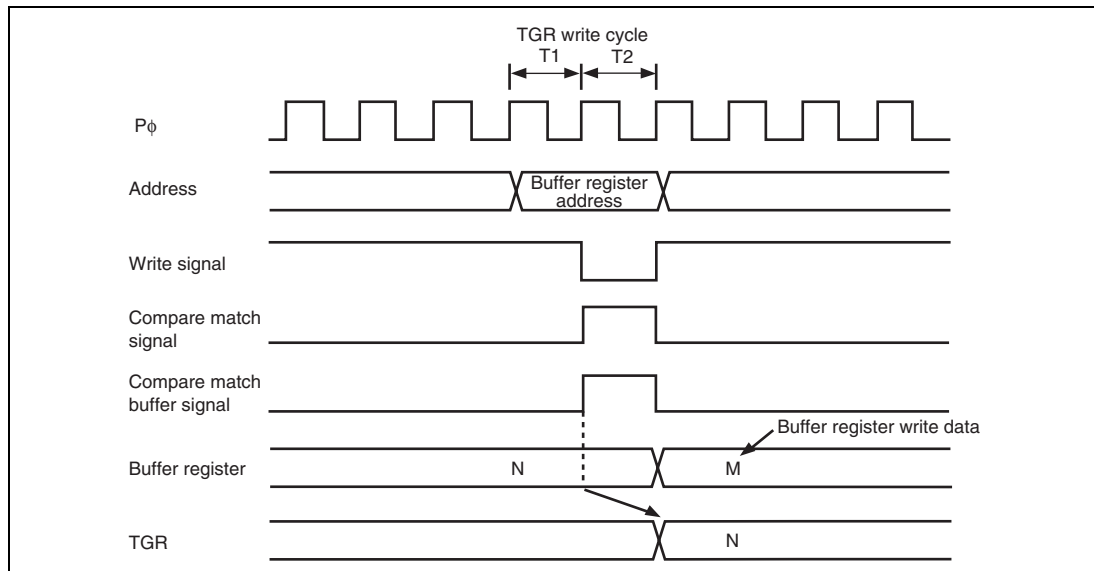 TGR write cycle
T1 T2
Pϕ
Address
Buffer register
address
Write signal
Compare match
signal
Compare match
buffer signal
Buffer register write data
Buffer register
N
M
TGR
N